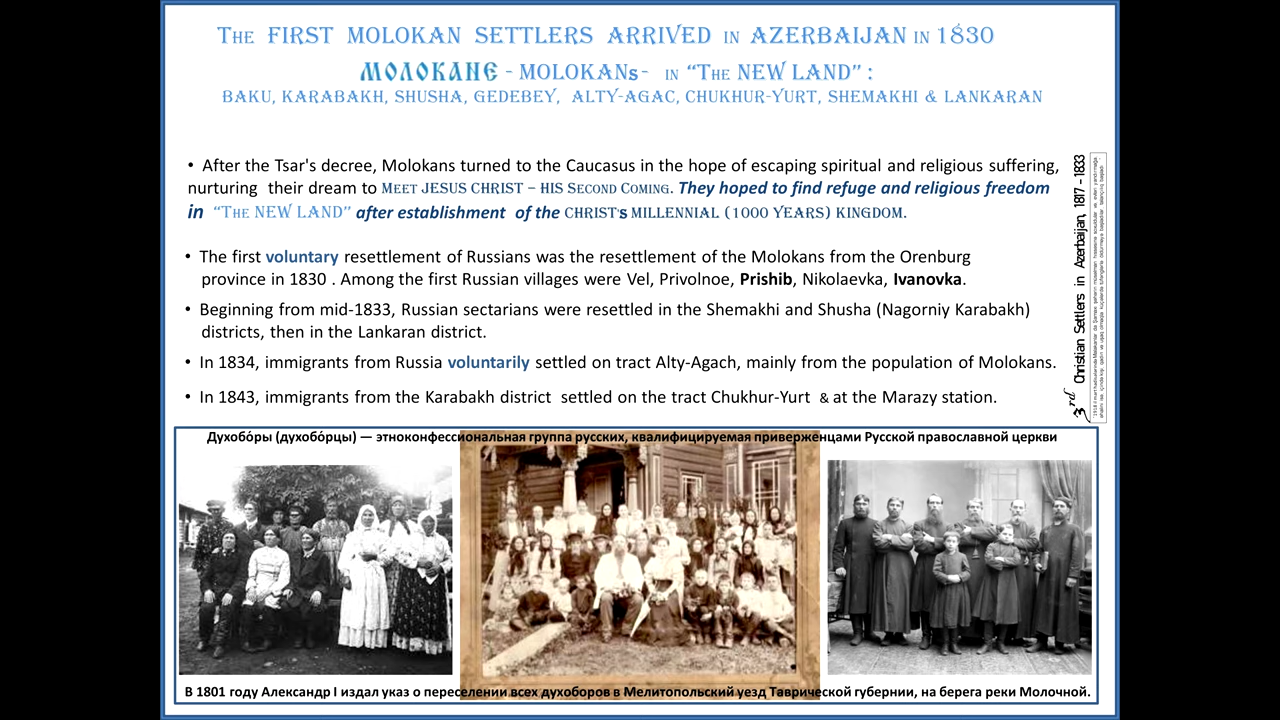 The FIRST MOLOKAN SETTLERS ARRIVED IN AZERBAIJAN IN 1830
МОЛОКАНЕ - MOLOKANs - IN “The NEW LAND” :
BAKU, KARABAKH, SHUSHA, GEDEBEY, ALTY-AGAC, CHUKHUR-YURT, SHEMAKHI & LANKARAN
• After the Tsar's decree, Molokans turned to the Caucasus in the hope of escaping spiritual and religious suffering,
nurturing their dream to Meet JESUS CHRIST – HIS Second Coming. They hoped to find refuge and religious freedom
in “The NEW LAND” after establishment of the CHRIST's MILLENNIAL (1000 YEARS) KINGDOM.
• The first voluntary resettlement of Russians was the resettlement of the Molokans from the Orenburg
province in 1830 . Among the first Russian villages were Vel, Privolnoe, Prishib, Nikolaevka, Ivanovka.
• Beginning from mid-1833, Russian sectarians were resettled in the Shemakhi and Shusha (Nagorniy Karabakh)
districts, then in the Lankaran district.
• In 1834, immigrants from Russia voluntarily settled on tract Alty-Agach, mainly from the population of Molokans.
• In 1843, immigrants from the Karabakh district settled on the tract Chukhur-Yurt & at the Marazy station.
3rd Christian Settlers in Azerbaijan, 1817 - 1833
Духобо́ры (духобо́рцы) — этноконфессиональная группа русских, квалифицируемая приверженцами Русской православной церкви
В 1801 году Александр I издал указ о переселении всех духоборов в Мелитопольский уезд Таврической губернии, на берега реки Молочной.